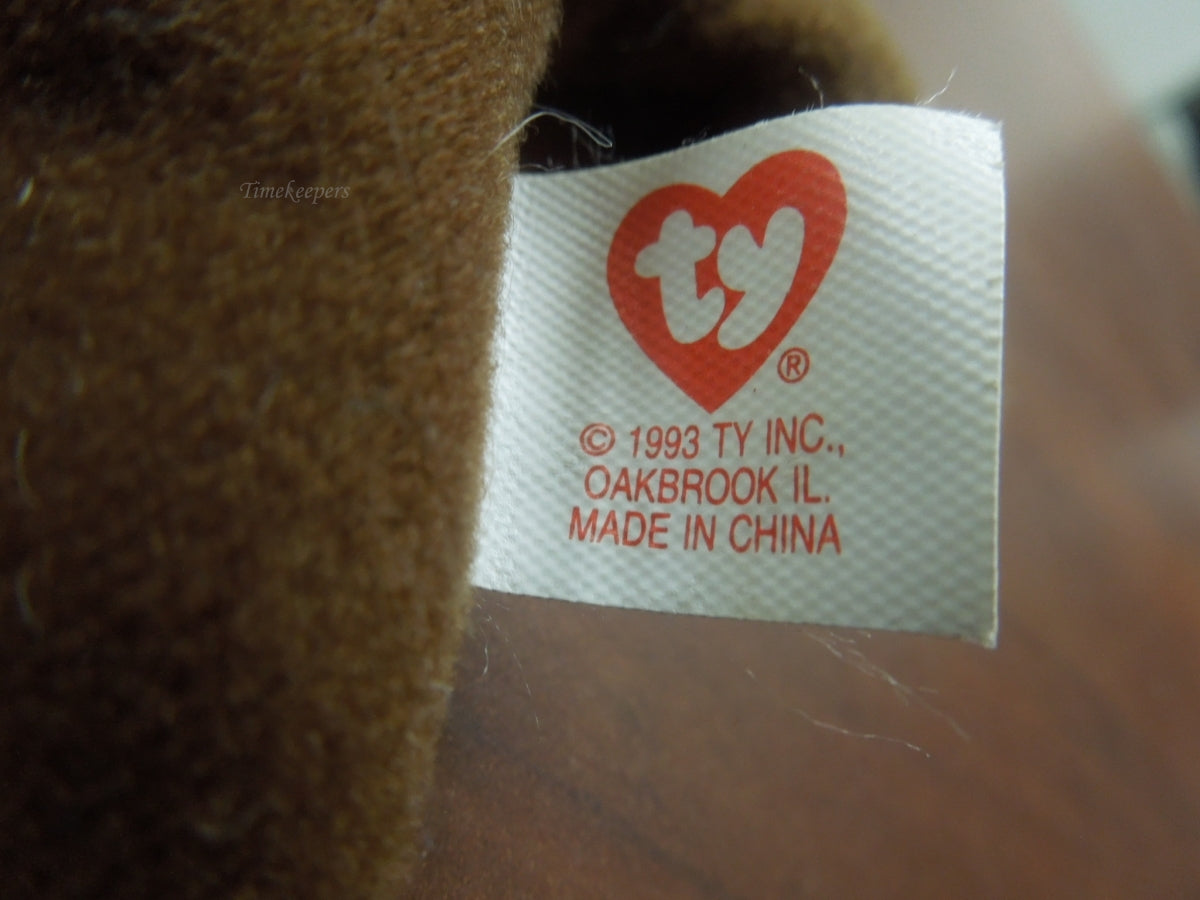 Timekeepers
ty
®
© 1993 TY INC.,
OAKBROOK IL.
MADE IN CHINA